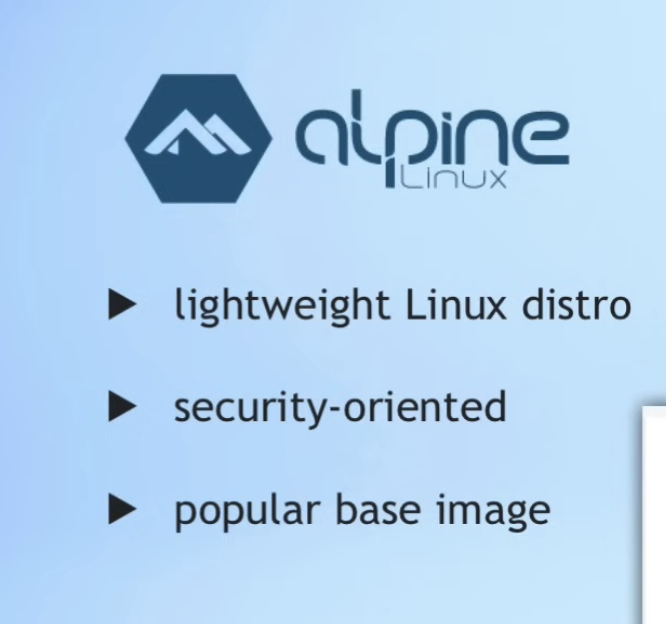 alpine
Linux
lightweight Linux distro
security-oriented
popular base image